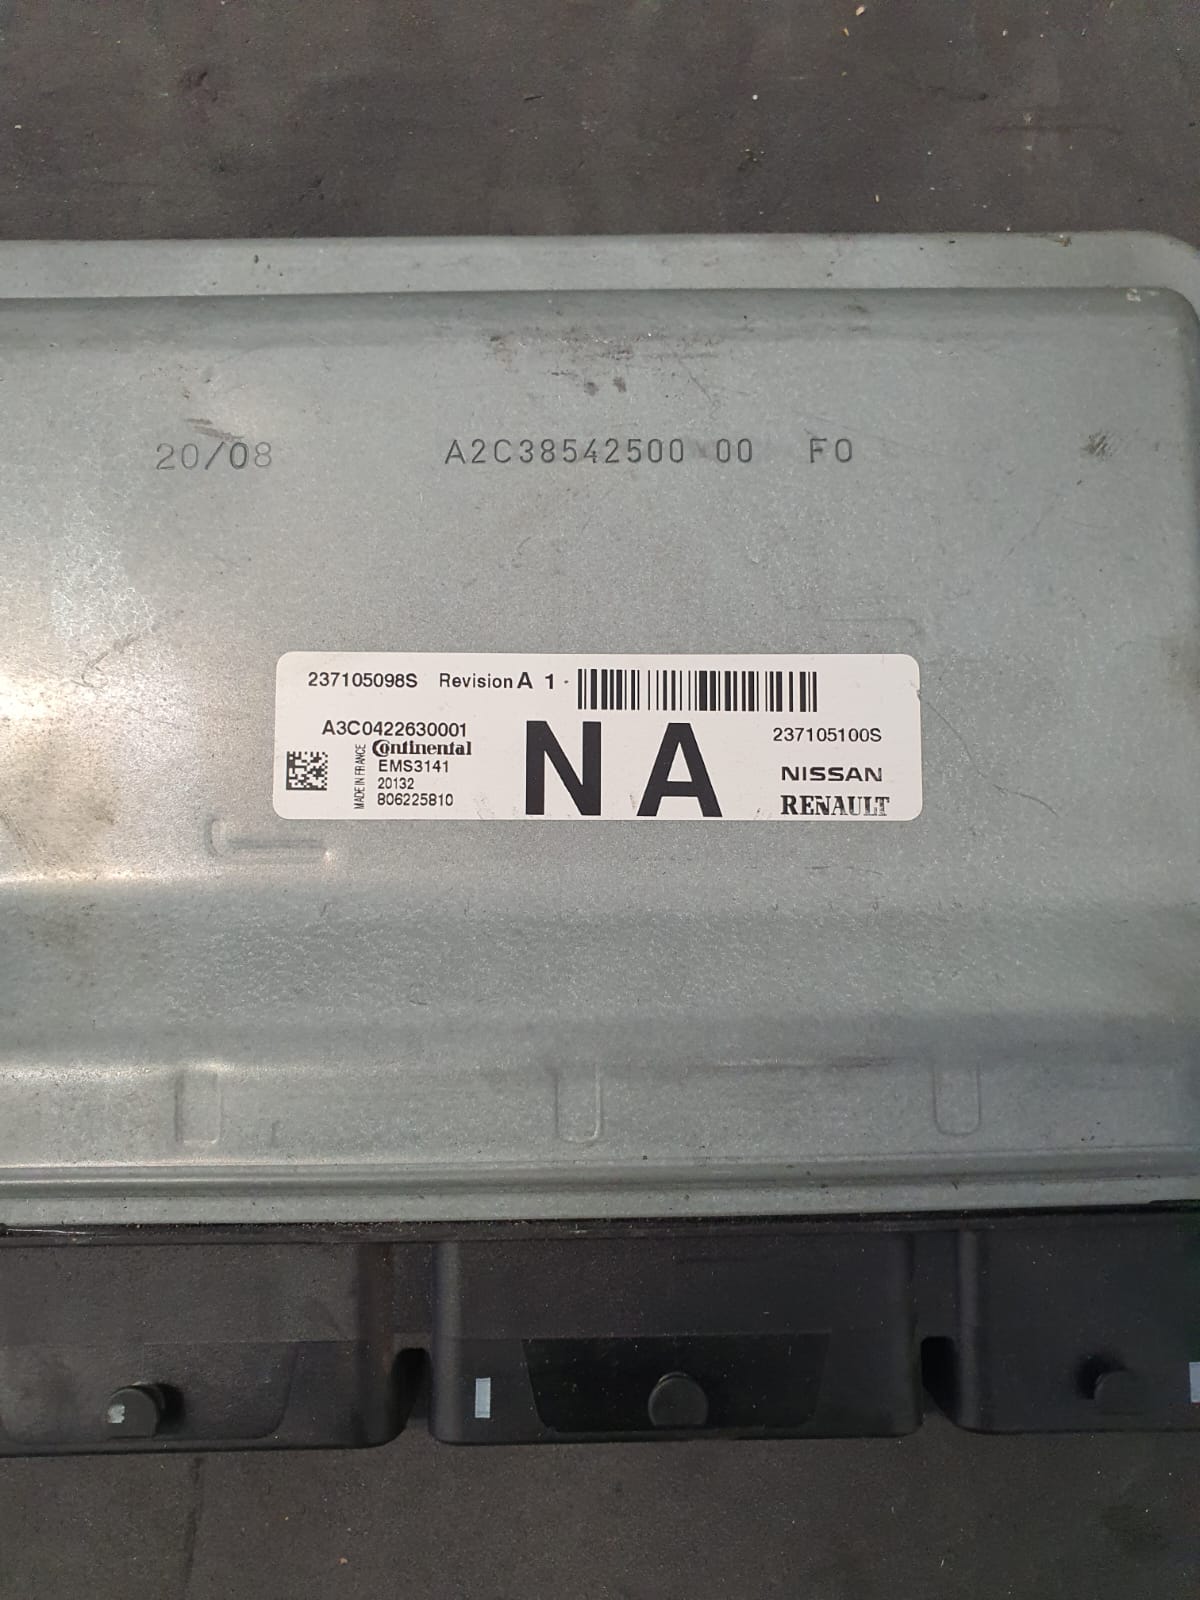 20/08 A2C38542500 00 F0
237105098S Revision A 1 -
A3C0422630001
Continental
EMS3141
20132
806225810
MADE IN FRANCE
NA
237105100S
NISSAN
RENAULT